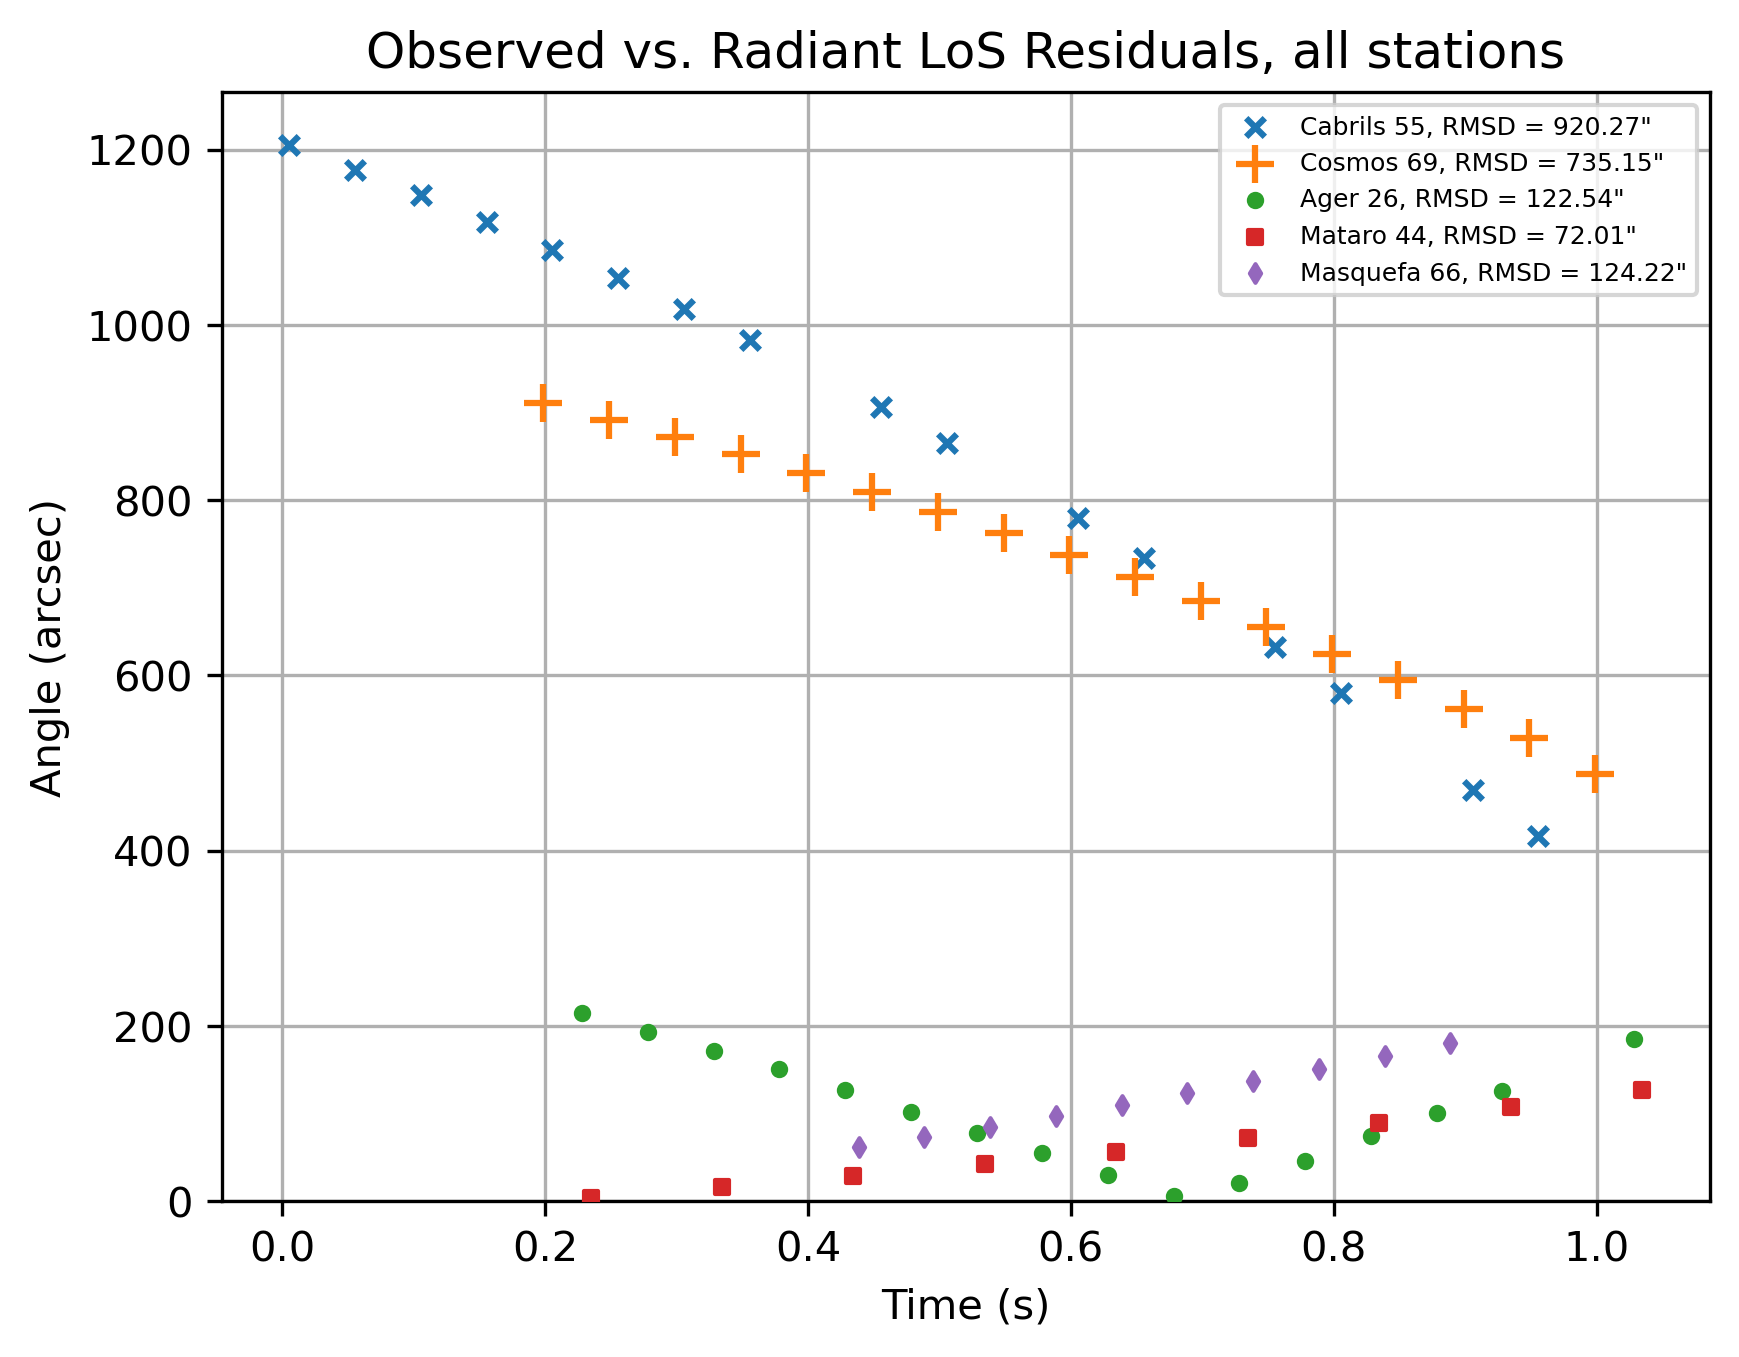 Observed vs. Radiant LoS Residuals, all stations
Cabrils 55, RMSD = 920.27"
Cosmos 69, RMSD = 735.15"
Ager 26, RMSD = 122.54"
Mataro 44, RMSD = 72.01"
Masquefa 66, RMSD = 124.22"
Angle (arcsec)
1200
1000
800
600
400
200
0
0.0 0.2 0.4 0.6 0.8 1.0
Time (s)